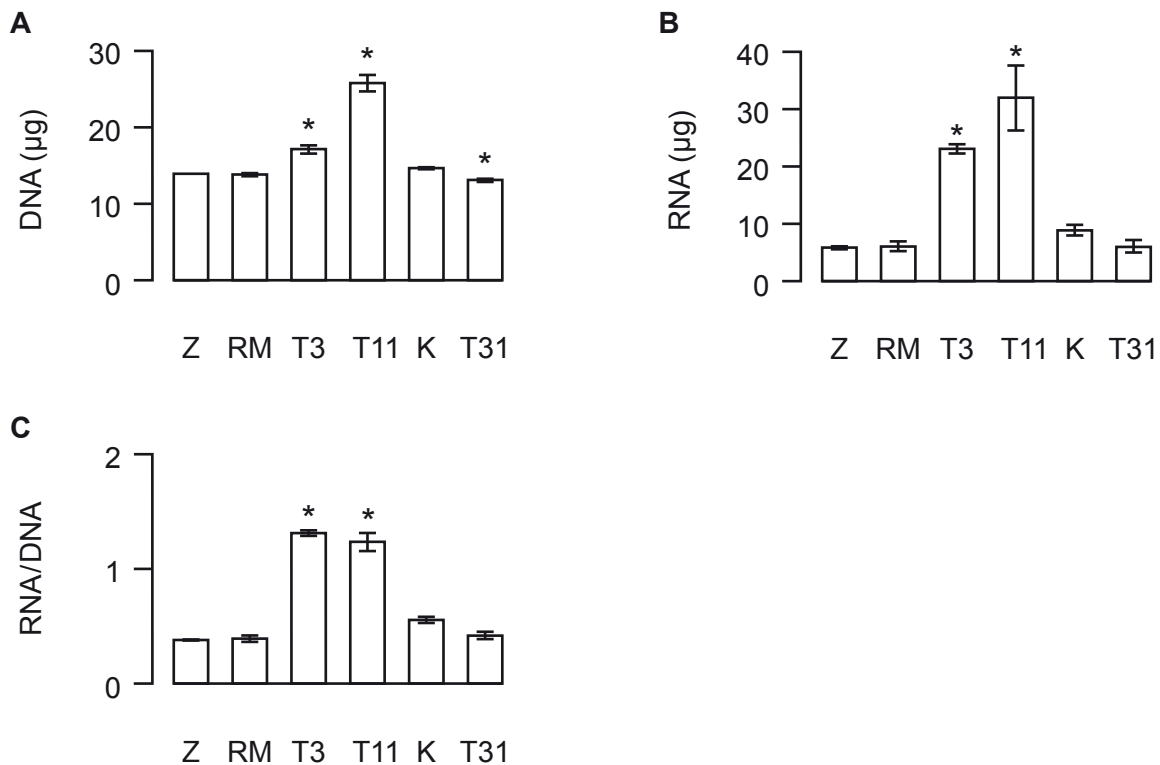 A
30
20
10
0
DNA (µg)
*
*
*
Z RM T3 T11 K T31
B
40
30
20
10
0
RNA (µg)
*
*
Z RM T3 T11 K T31
C
2
1
0
RNA/DNA
* *
Z RM T3 T11 K T31